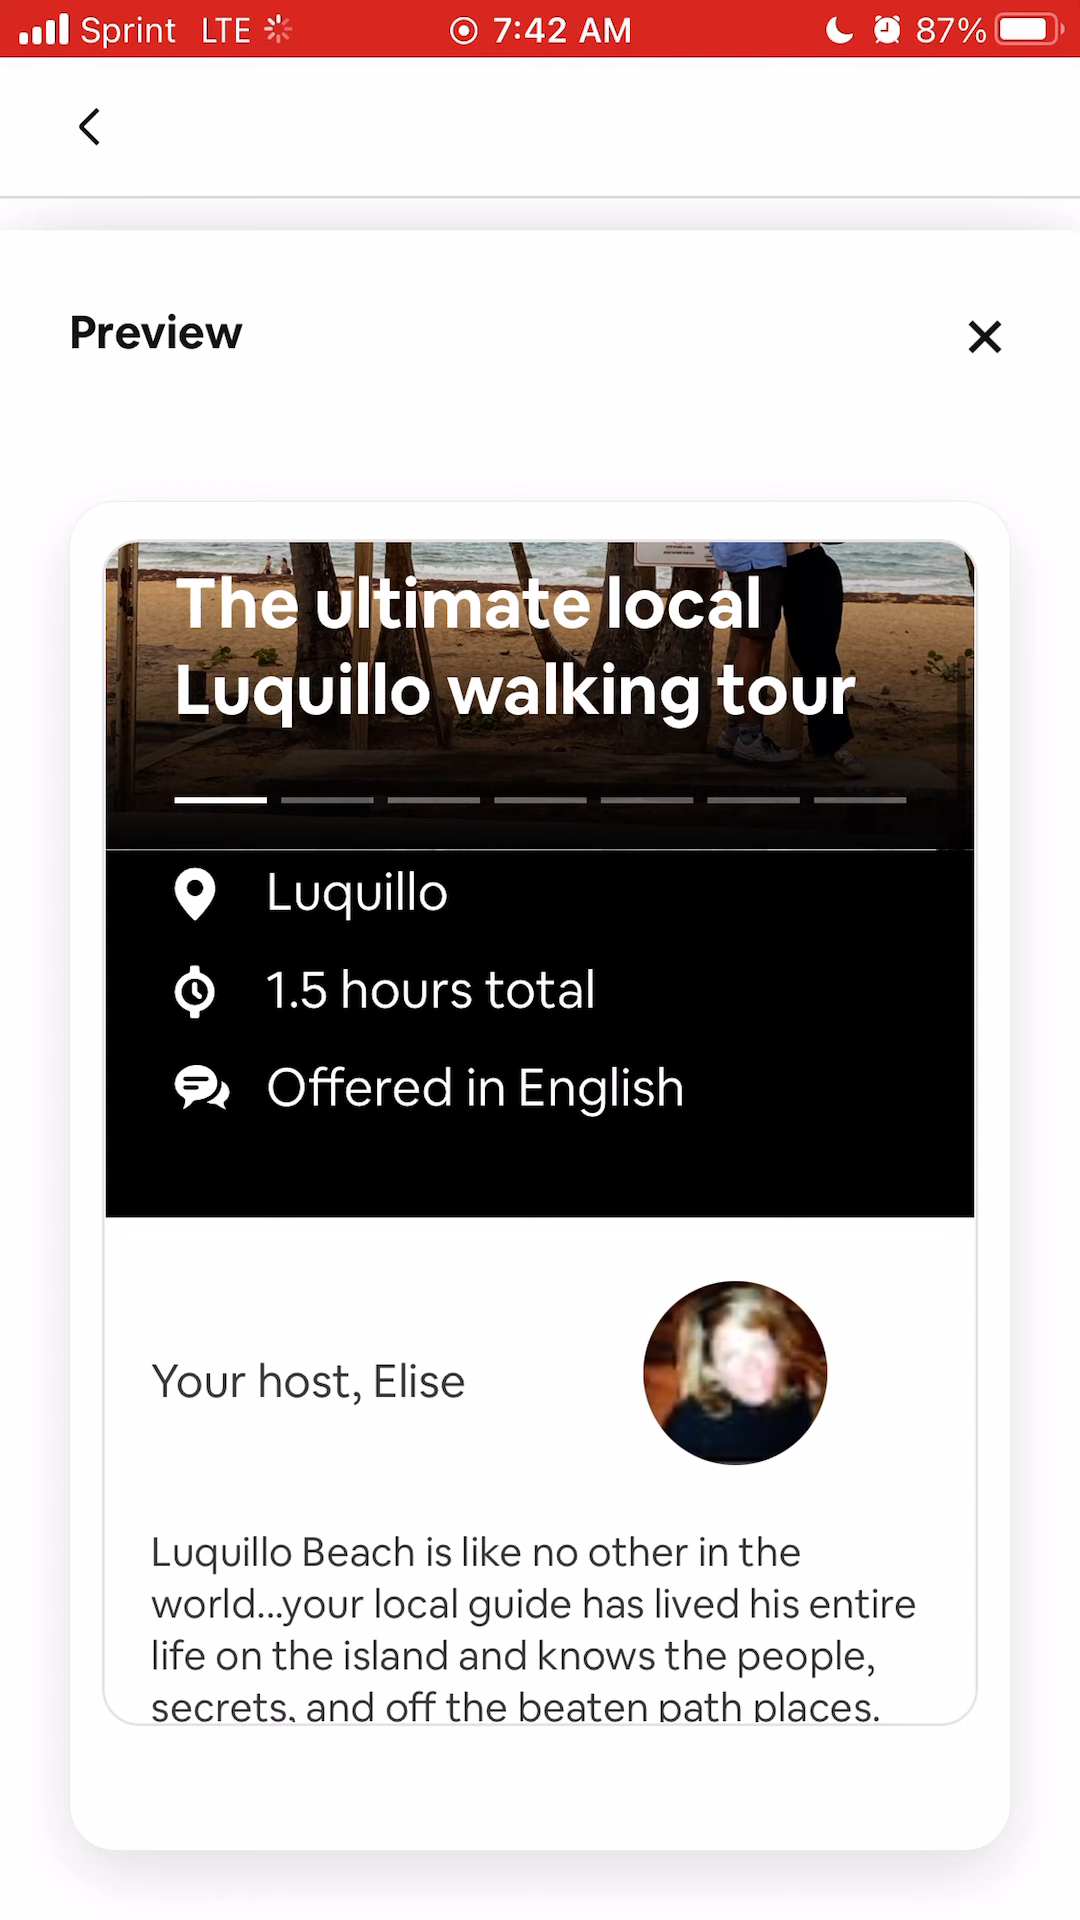 Sprint LTE 7:42 AM 87%
Preview
The ultimate local
Luquillo walking tour
Luquillo
1.5 hours total
Offered in English
Your host, Elise
Luquillo Beach is like no other in the
world...your local guide has lived his entire
life on the island and knows the people,
secrets, and off the beaten path places.